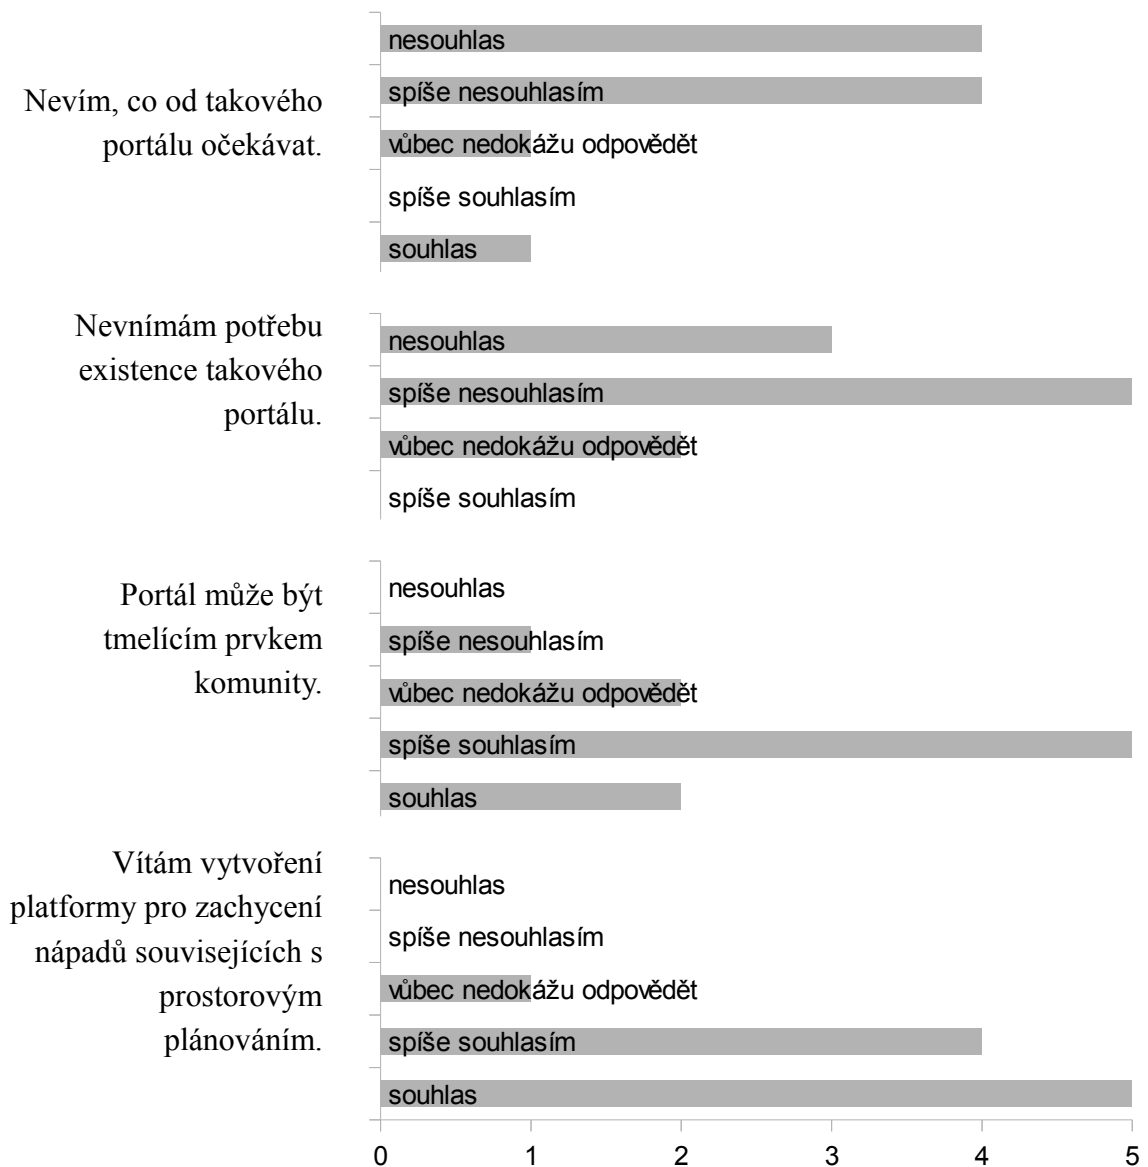 Nevím, co od takového
portálu očekávat.
nesouhlas
spíše nesouhlasím
vůbec nedokážu odpovědět
spíše souhlasím
souhlas
Nevnímám potřebu
existence takového
portálu.
nesouhlas
spíše nesouhlasím
vůbec nedokážu odpovědět
spíše souhlasím
Portál může být
tmelícím prvkem
komunity.
nesouhlas
spíše nesouhlasím
vůbec nedokážu odpovědět
spíše souhlasím
souhlas
Vítám vytvoření
platformy pro zachycení
nápadů souvisejících s
prostorovým
plánováním.
nesouhlas
spíše nesouhlasím
vůbec nedokážu odpovědět
spíše souhlasím
souhlas
0 1 2 3 4 5